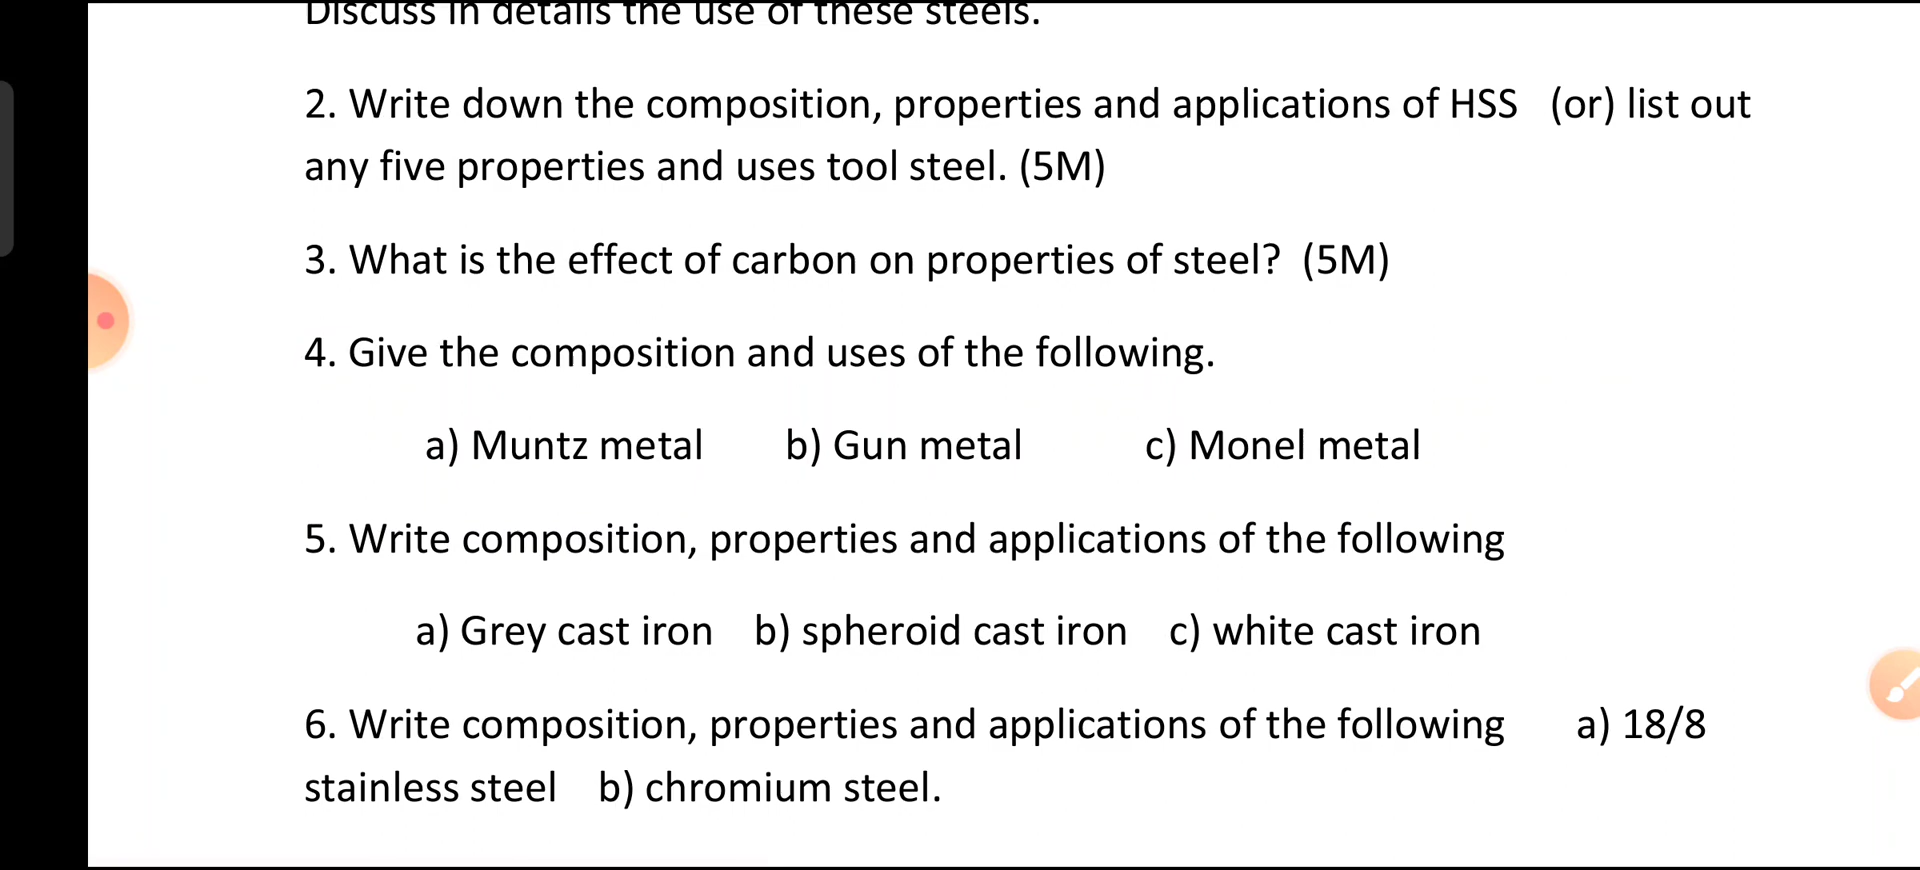 Discuss in details the use of these steels.
2. Write down the composition, properties and applications of HSS (or) list out
any five properties and uses tool steel. (5M)
3. What is the effect of carbon on properties of steel? (5M)
4. Give the composition and uses of the following.
a) Muntz metal b) Gun metal c) Monel metal
5. Write composition, properties and applications of the following
a) Grey cast iron b) spheroid cast iron c) white cast iron
6. Write composition, properties and applications of the following a) 18/8
stainless steel b) chromium steel.